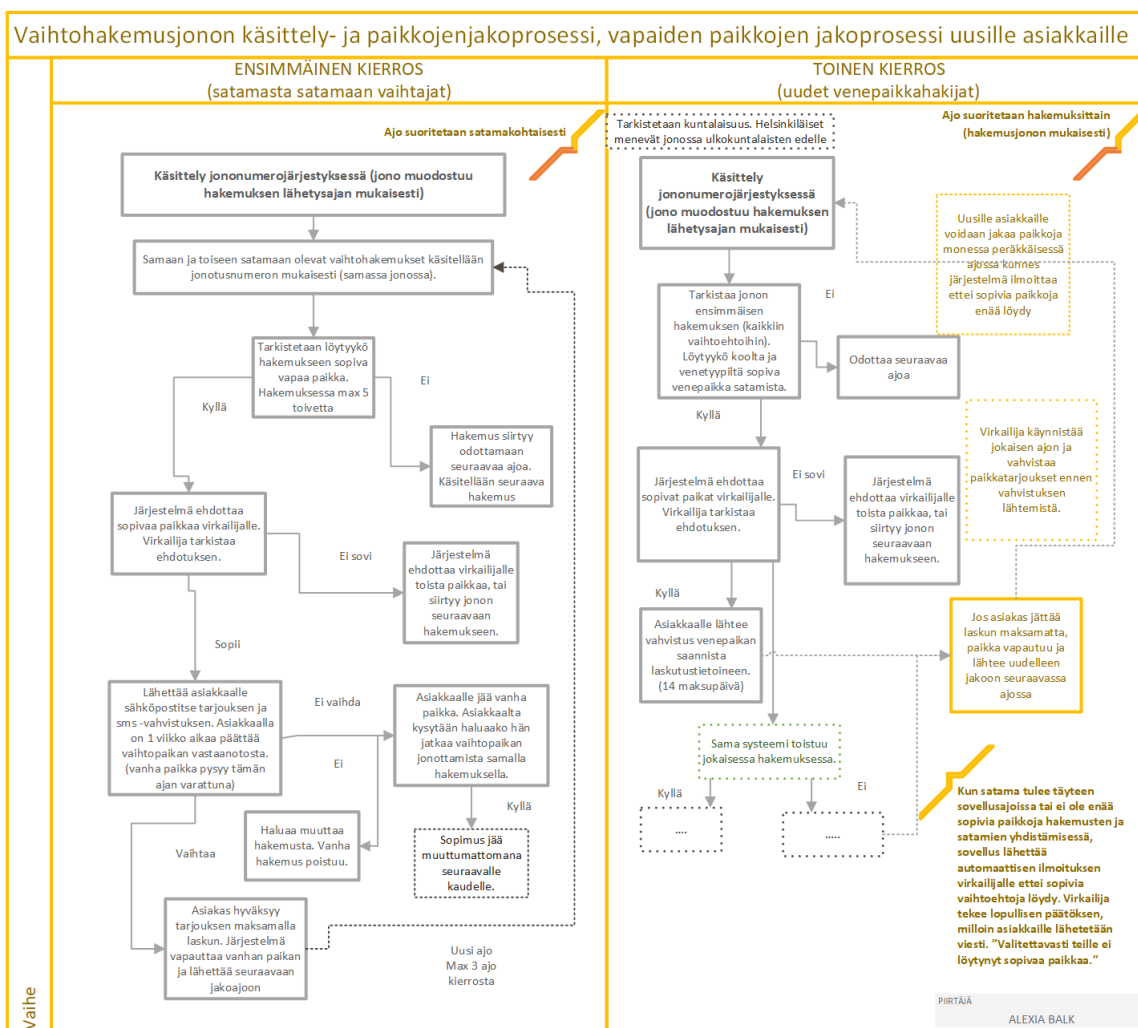 Vaihtohakemusjonon käsittely- ja paikkojenjakoprosessi, vapaiden paikkojen jakoprosessi uusille asiakkaille
Vaihe
ENSIMMÄINEN KIERROS
(satamasta satamaan vaihtajat)
Ajo suoritetaan satamakohtaisesti
Käsittely jononumerojärjestyksessä (jono muodostuu
hakemuksen lähetysajan mukaisesti)
Samaan ja toiseen satamaan olevat vaihtohakemukset käsitellään
jonotusnumeron mukaisesti (samassa jonossa).
Tarkistetaan löytyykö
hakemukseen sopiva
vapaa paikka.
Hakemuksessa max 5
toivetta
Ei
Kyllä
Hakemus siirtyy
odottamaan
seuraavaa ajoa.
Käsitellään seuraava
hakemus
Järjestelmä ehdottaa
sopivaa paikkaa virkailijalle.
Virkailija tarkistaa
ehdotuksen.
Ei sovi
Järjestelmä
ehdottaa virkailijalle
toista paikkaa, tai
siirtyy jonon
seuraavaan
hakemukseen.
Sopii
Lähettää asiakkaalle
sähköpostitse tarjouksen ja
sms -vahvistuksen. Asiakkaalla
on 1 viikko aikaa päättää
vaihtopaikan vastaanotosta.
(vanha paikka pysyy tämän
ajan varattuna)
Ei vaihda
Ei
Asiakkaalle jää vanha
paikka. Asiakkaalta
kysytään haluaako hän
jatkaa vaihtopaikan
jonottamista samalla
hakemuksella.
Kyllä
Haluaa muuttaa
hakemusta. Vanha
hakemus poistuu.
Sopimus jää
muuttumattomana
seuraavalle
kaudelle.
Vaihtaa
Asiakas hyväksyy
tarjouksen maksamalla
laskun. Järjestelmä
vapauttaa vanhan paikan
ja lähettää seuraavaan
jakoajoon
Uusi ajo
Max 3 ajo
kierrosta
TOINEN KIERROS
(uudet venepaikkahakijat)
Tarkistetaan kuntalaisuus. Helsinkiläiset
menevät jonossa ulkokuntalaisten edelle
Ajo suoritetaan hakemuksittain
(hakemusjonon mukaisesti)
Käsittely
jononumerojärjestyksessä
(jono muodostuu hakemuksen
lähetysajan mukaisesti)
Uusille asiakkaille
voidaan jakaa paikkoja
monessa peräkkäisessä
ajossa kunnes
järjestelmä ilmoittaa
ettei sopivia paikkoja
enää löydy
Tarkistaa jonon
ensimmäisen
hakemuksen (kaikkiin
vaihtoehtoihin).
Löytyykö koolta ja
venetyypiltä sopiva
venepaikka satamista.
Ei
Odottaa seuraavaa
ajoa
Kyllä
Virkailija käynnistää
jokaisen ajon ja
vahvistaa
paikkatarjoukset ennen
vahvistuksen
lähtemistä.
Järjestelmä ehdottaa
sopivat paikat virkailijalle.
Virkailija tarkistaa
ehdotuksen.
Ei sovi
Järjestelmä
ehdottaa virkailijalle
toista paikkaa, tai
siirtyy jonon
seuraavaan
hakemukseen.
Kyllä
Asiakkaalle lähtee
vahvistus venepaikan
saannista
laskutustietoineen.
(14 maksupäivä)
Jos asiakas jättää
laskun maksamatta,
paikka vapautuu ja
lähtee uudelleen
jakoon seuraavassa
ajossa
Sama systeemi toistuu
jokaisessa hakemuksessa.
Kyllä
Ei
....
.....
Kun satama tulee täyteen
sovellusajoissa tai ei ole enää
sopivia paikkoja hakemusten ja
satamien yhdistämisessä,
sovellus lähettää
automaattisen ilmoituksen
virkailijalle ettei sopivia
vaihtoehtoja löydy. Virkailija
tekee lopullisen päätöksen,
milloin asiakkaille lähetetään
viesti. ”Valitettavasti teille ei
löytynyt sopivaa paikkaa.”
PIIRTÄJÄ
ALEXIA BALK